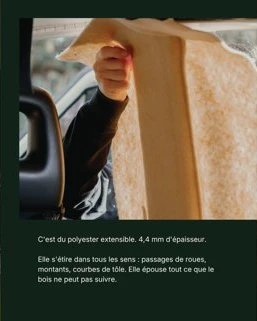 C'est du polyester extensible. 4,4 mm d'épaisseur.
Elle s'étire dans tous les sens : passages de roues,
montants, courbes de tôle. Elle épouse tout ce que le
bois ne peut pas suivre.